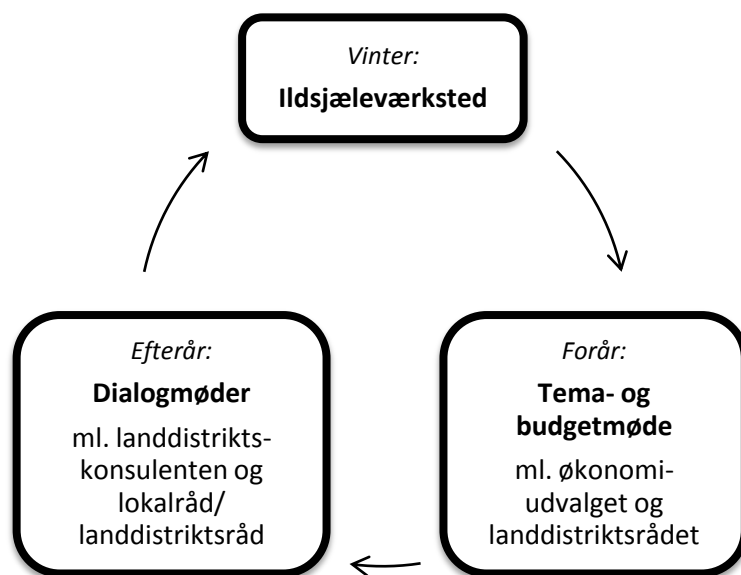 Vinter:
Ildsjæleværksted
Efterår:
Dialogmøder
ml. landdistrikts-
konsulenten og
lokalråd/
landdistriktsråd
Forår:
Tema- og
budgetmøde
ml. økonomi-
udvalget og
landdistriktsrådet